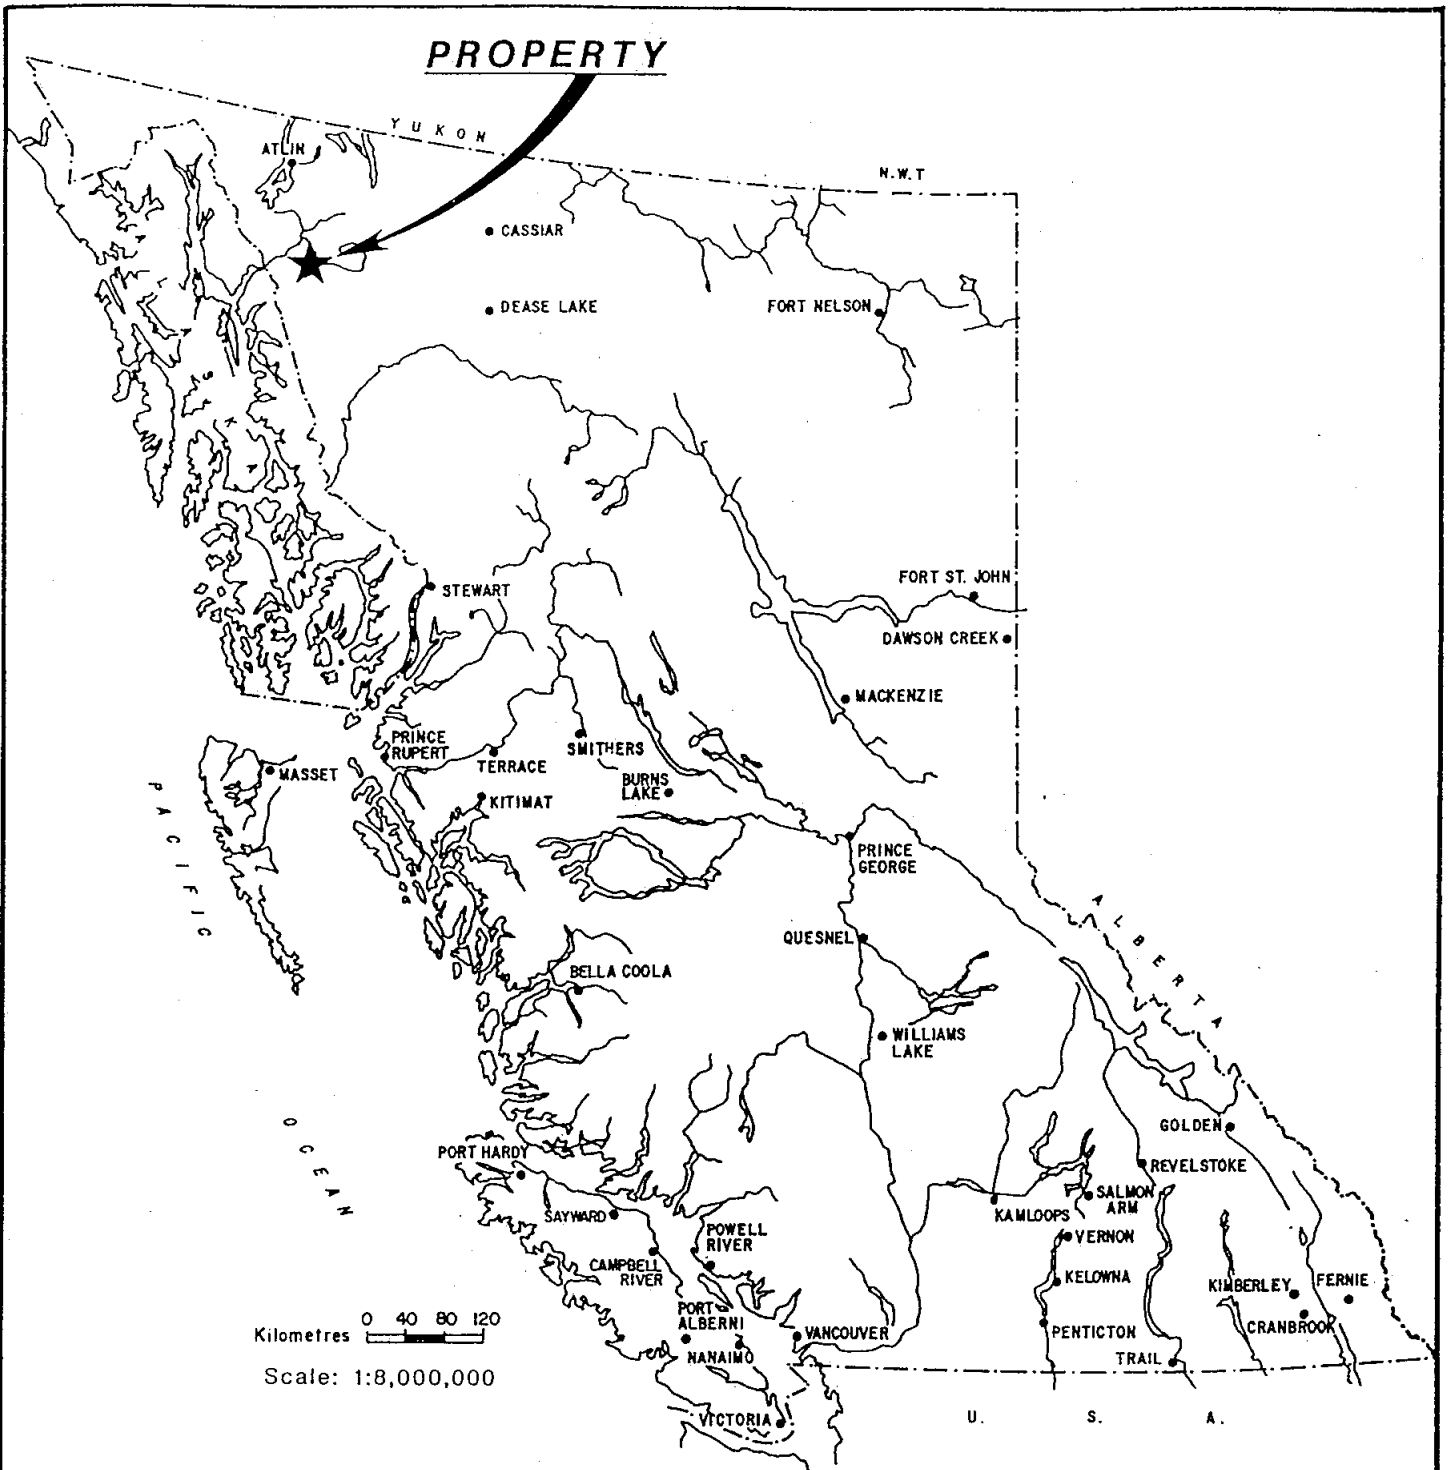 PROPERTY
YUKON
N.W.T
ATLIN
CASSIAR
DEASE LAKE
FORT NELSON
ALASKA
STEWART
FORT ST. JOHN
DAWSON CREEK
MACKENZIE
PRINCE
RUPERT
SMITHERS
TERRACE
MASSET
BURNS
LAKE
KITIMAT
PRINCE
GEORGE
PACIFIC
ALBERTA
QUESNEL
BELLA COOLA
WILLIAMS
LAKE
OCEAN
GOLDEN
PORT HARDY
REVELSTOKE
SALMON
ARM
KAMLOOPS
SAYWARD
POWELL
RIVER
VERNON
CAMPBELL
RIVER
KELOWNA
KIMBERLEY
FERNIE
PORT
ALBERNI
CRANBROOK
VANCOUVER
PENTICTON
NANAIMO
TRAIL
Kilometres 0 40 80 120
Scale: 1:8,000,000
VICTORIA
U. S. A.